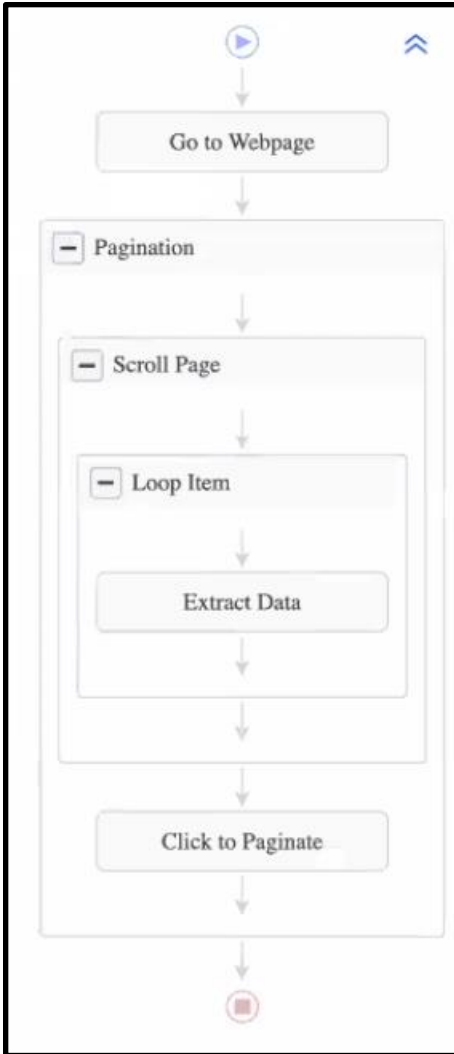 Go to Webpage
Pagination
Scroll Page
Loop Item
Extract Data
Click to Paginate